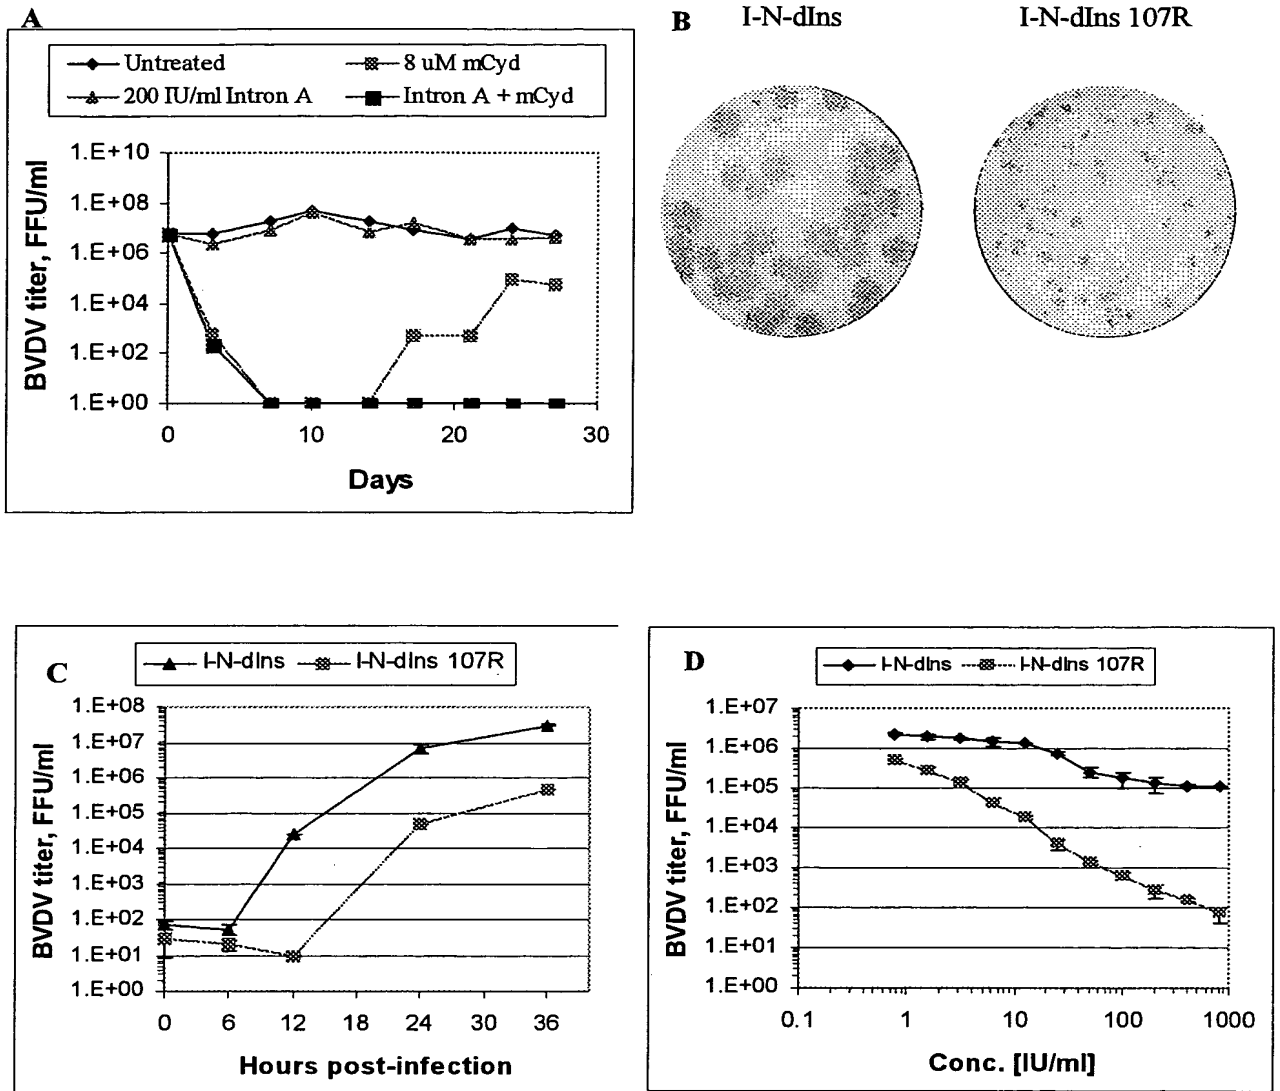 A
Untreated
8 uM mCyd
200 IU/ml Intron A
Intron A + mCyd
BVDV titer, FFU/ml
1.E+10
1.E+08
1.E+06
1.E+04
1.E+02
1.E+00
0 10 20 30
Days
B
I-N-dIns
I-N-dIns 107R
C
I-N-dIns
I-N-dIns 107R
BVDV titer, FFU/ml
1.E+08
1.E+07
1.E+06
1.E+05
1.E+04
1.E+03
1.E+02
1.E+01
1.E+00
0 6 12 18 24 30 36
Hours post-infection
D
I-N-dIns
I-N-dIns 107R
BVDV titer, FFU/ml
1.E+07
1.E+06
1.E+05
1.E+04
1.E+03
1.E+02
1.E+01
1.E+00
0.1 1 10 100 1000
Conc. [IU/ml]